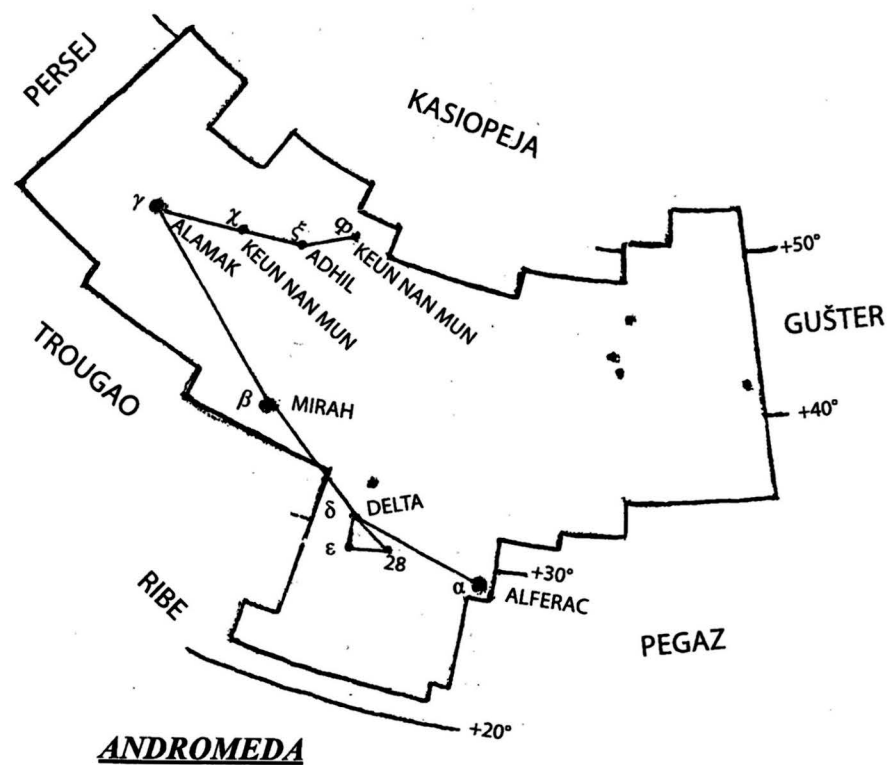 PERSEJ
KASIOPEJA
γ
ALAMAK
χ
KEUN NAN MUN
ξ
ADHIL
φ
KEUN NAN MUN
+50°
GUŠTER
TROUGAO
β
MIRAH
+40°
δ
DELTA
ε
28
α
ALFERAC
+30°
RIBE
PEGAZ
+20°
ANDROMEDA